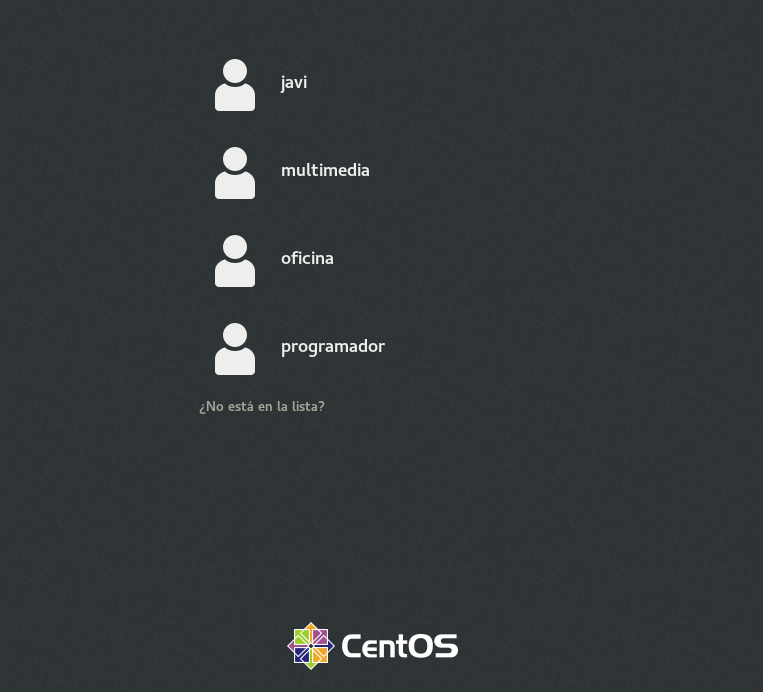 javi
multimedia
oficina
programador
¿No está en la lista?
CentOS